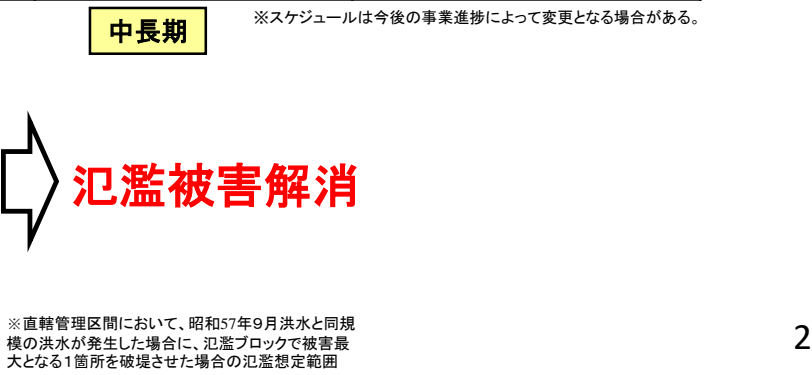 ※スケジュールは今後の事業進捗によって変更となる場合がある。
中長期
氾濫被害解消
※直轄管理区間において、昭和57年9月洪水と同規
模の洪水が発生した場合に、氾濫ブロックで被害最
大となる1箇所を破堤させた場合の氾濫想定範囲
2